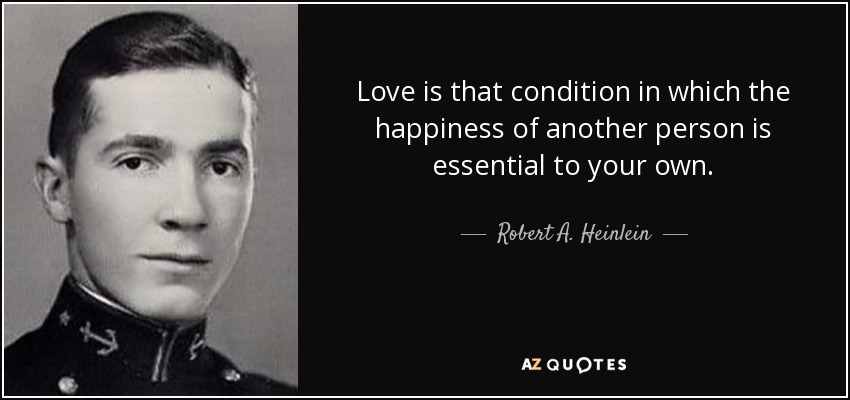 Love is that condition in which the
happiness of another person is
essential to your own.
Robert A. Heinlein
AZ QUOTES